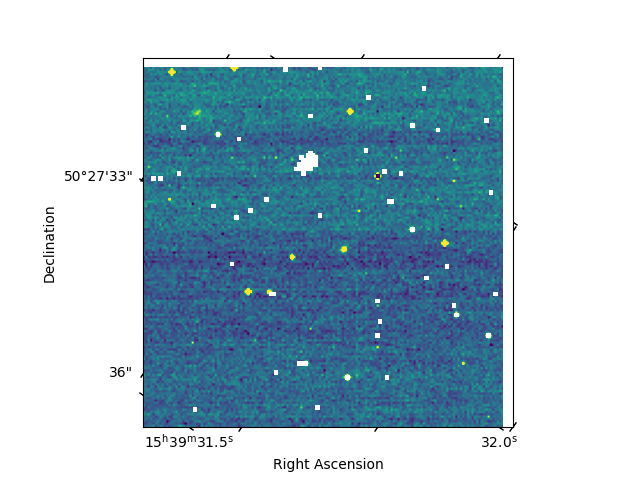 50°27'33"
Declination
36"
15ʰ39ᵐ31.5ˢ
32.0ˢ
Right Ascension